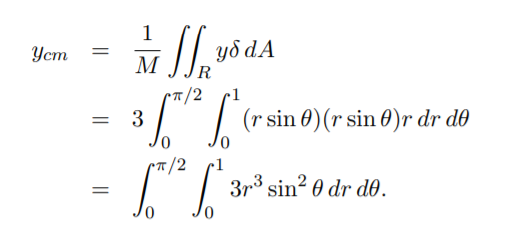 y_{cm} = \frac{1}{M} \iint_R y\delta \, dA
= 3 \int_0^{\pi/2} \int_0^1 (r \sin\theta)(r \sin\theta) r \, dr \, d\theta
= \int_0^{\pi/2} \int_0^1 3r^3 \sin^2\theta \, dr \, d\theta.